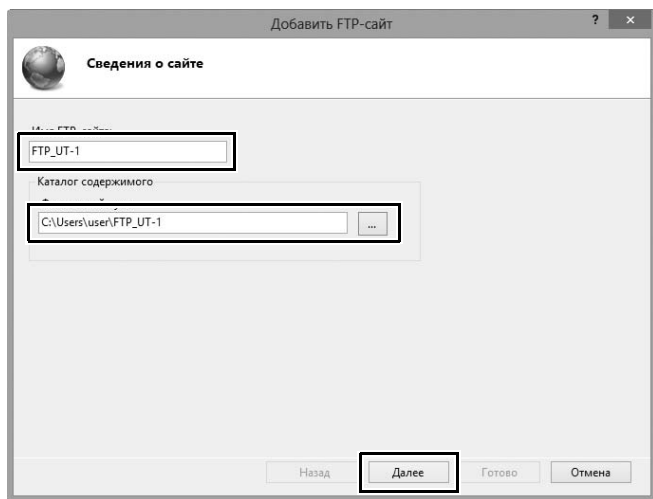 Добавить FTP-сайт
? ×
Сведения о сайте
FTP_UT-1
Каталог содержимого
C:\Users\user\FTP_UT-1
...
Назад
Далее
Готово
Отмена